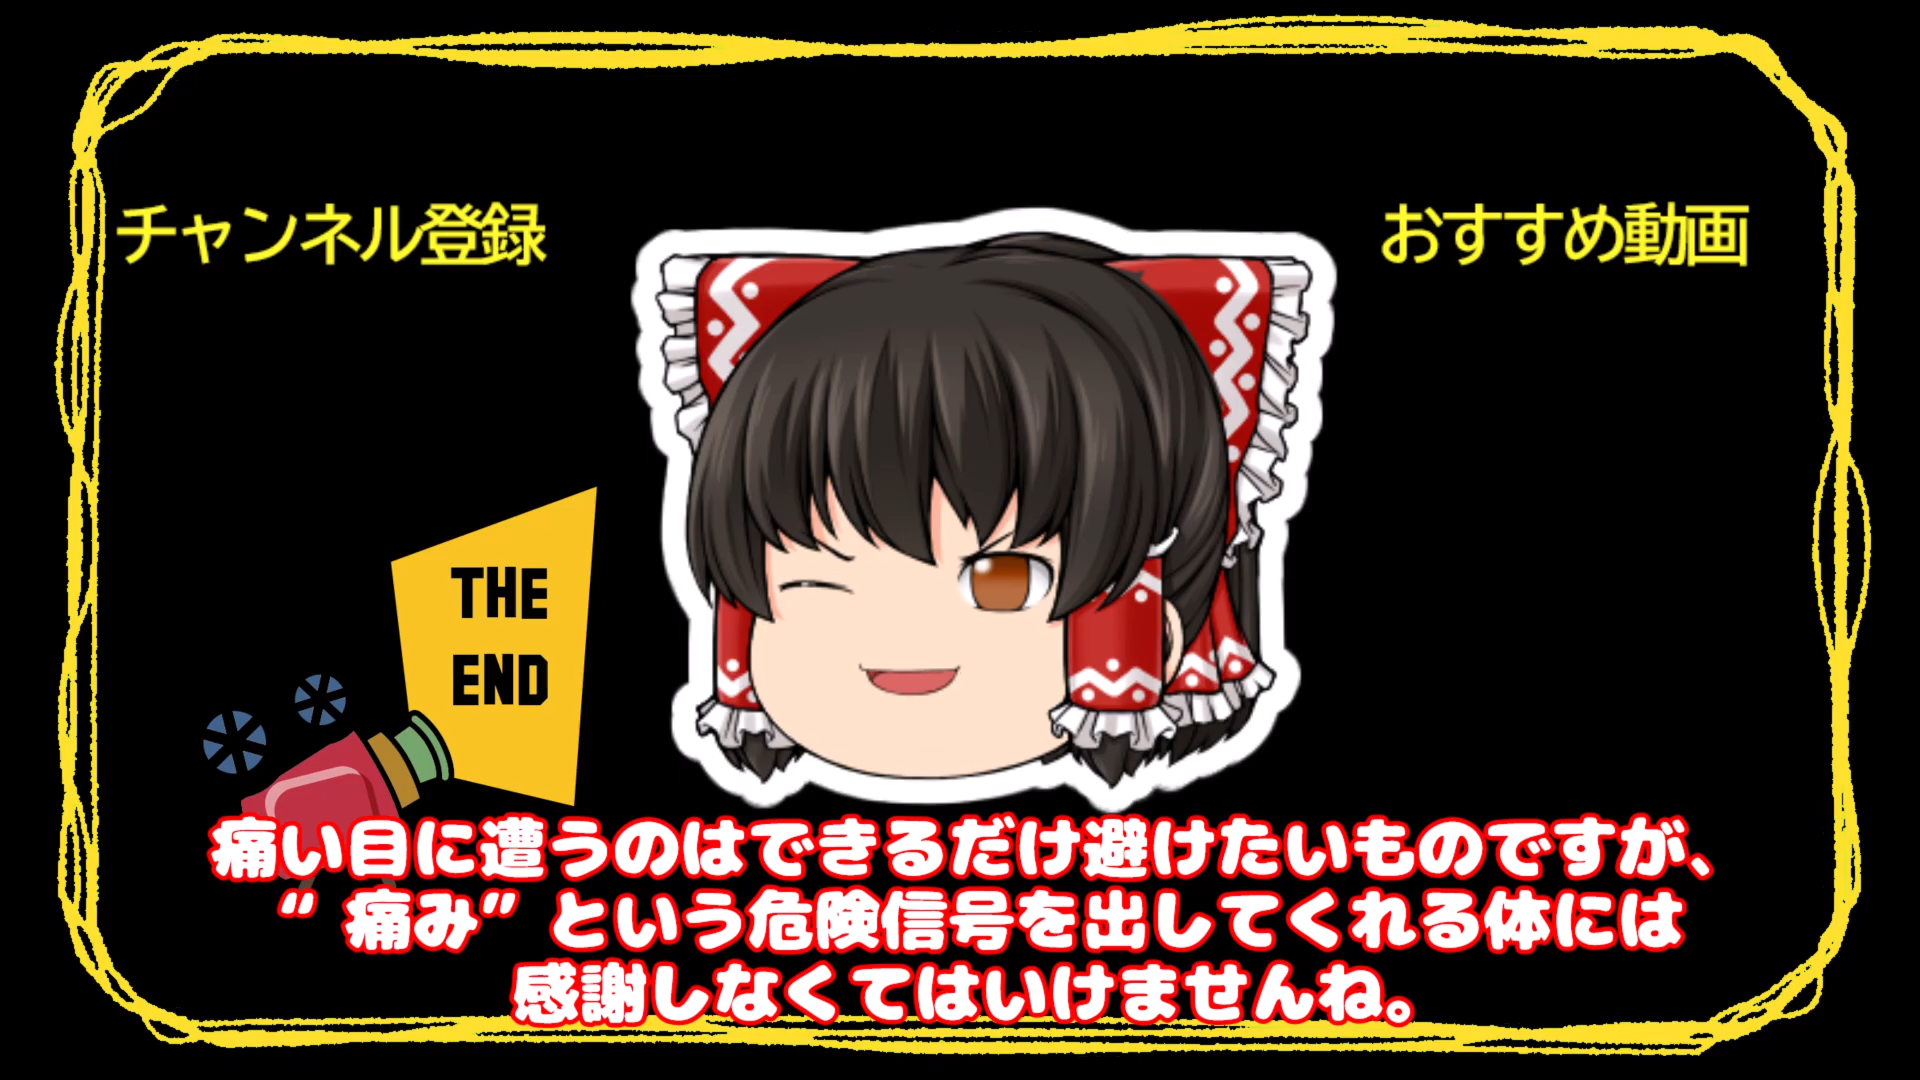 チャンネル登録
おすすめ動画
THE
END
痛い目に遭うのはできるだけ避けたいものですが、
“痛み”という危険信号を出してくれる体には
感謝しなくてはいけませんね。